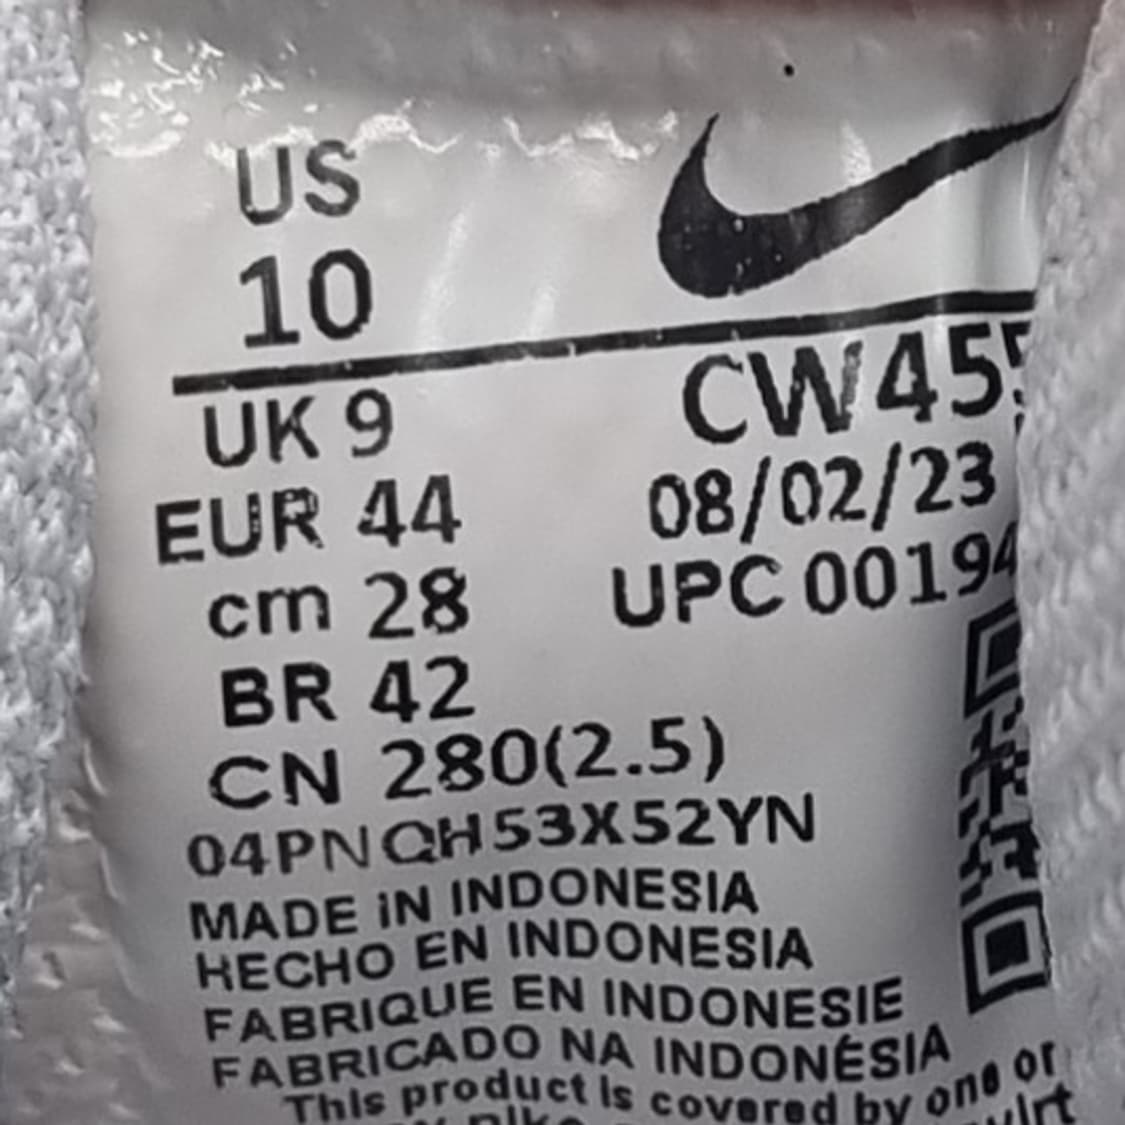 US
10
UK 9
EUR 44
cm 28
BR 42
CN 280(2.5)
CW455
08/02/23
UPC 00194
04PNQH53X52YN
MADE IN INDONESIA
HECHO EN INDONESIA
FABRIQUE EN INDONESIE
FABRICADO NA INDONÉSIA
This product is covered by one or